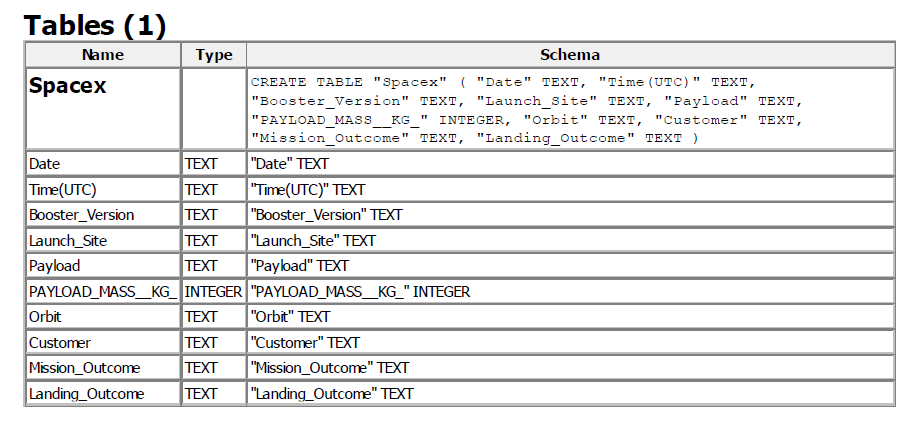 Tables (1)
Name Type Schema
Spacex CREATE TABLE "Spacex" ( "Date" TEXT, "Time(UTC)" TEXT,
"Booster_Version" TEXT, "Launch_Site" TEXT, "Payload" TEXT,
"PAYLOAD_MASS__KG_" INTEGER, "Orbit" TEXT, "Customer" TEXT,
"Mission_Outcome" TEXT, "Landing_Outcome" TEXT )
Date TEXT "Date" TEXT
Time(UTC) TEXT "Time(UTC)" TEXT
Booster_Version TEXT "Booster_Version" TEXT
Launch_Site TEXT "Launch_Site" TEXT
Payload TEXT "Payload" TEXT
PAYLOAD_MASS__KG_ INTEGER "PAYLOAD_MASS__KG_" INTEGER
Orbit TEXT "Orbit" TEXT
Customer TEXT "Customer" TEXT
Mission_Outcome TEXT "Mission_Outcome" TEXT
Landing_Outcome TEXT "Landing_Outcome" TEXT